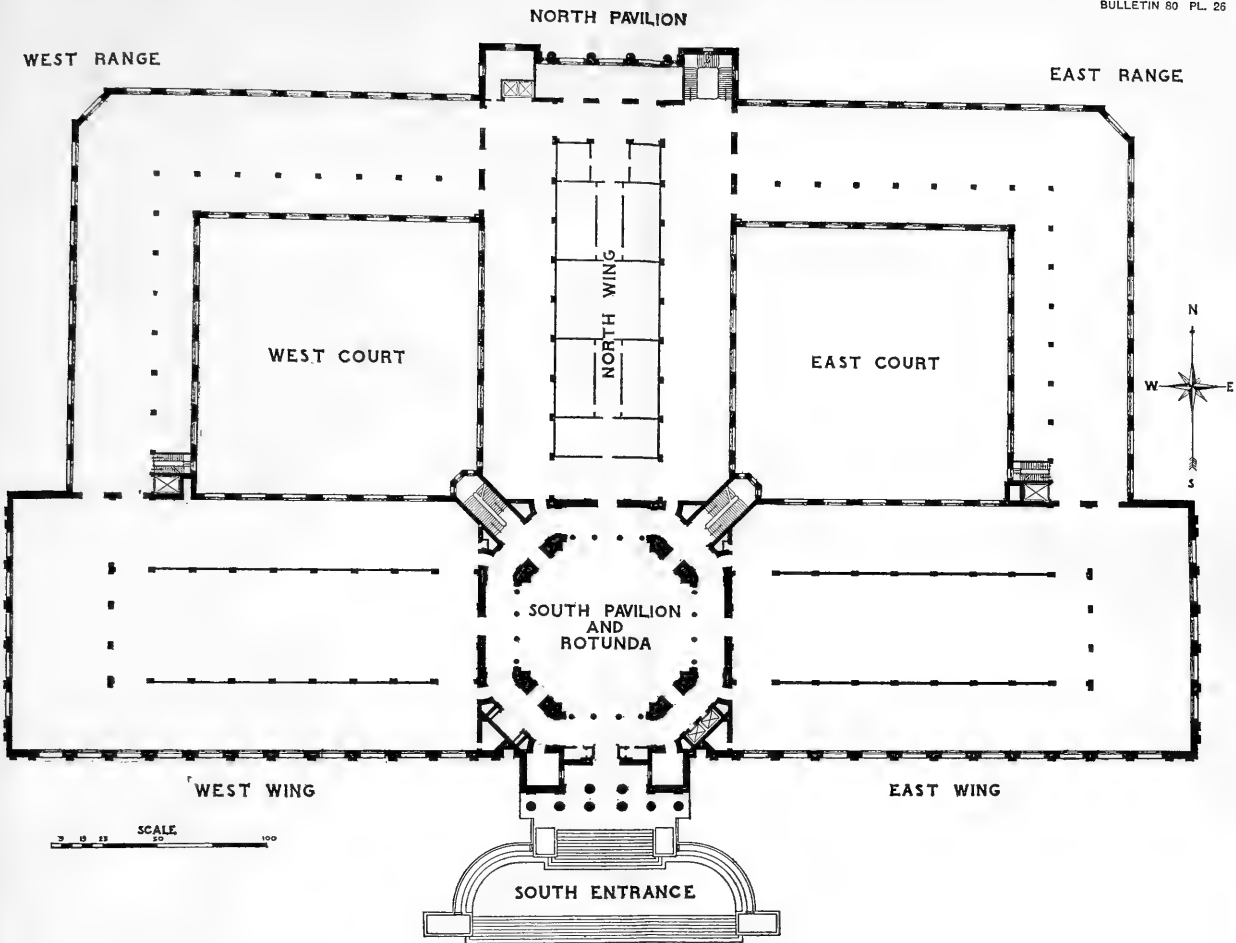 BULLETIN 80 PL. 26
NORTH PAVILION
WEST RANGE
EAST RANGE
NORTH WING
WEST COURT
EAST COURT
N
W
E
S
SOUTH PAVILION
AND
ROTUNDA
WEST WING
EAST WING
SCALE
50
100
SOUTH ENTRANCE